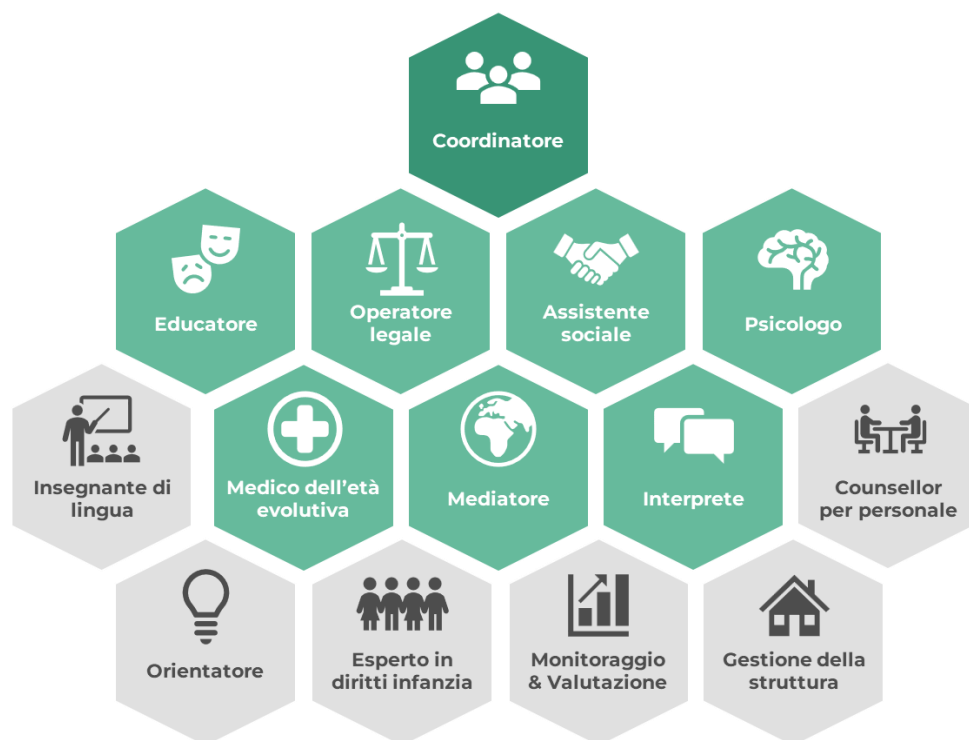 Coordinatore
Educatore
Operatore
legale
Assistente
sociale
Psicologo
Insegnante di
lingua
Medico dell'età
evolutiva
Mediatore
Interprete
Counsellor
per personale
Orientatore
Esperto in
diritti infanzia
Monitoraggio
& Valutazione
Gestione della
struttura